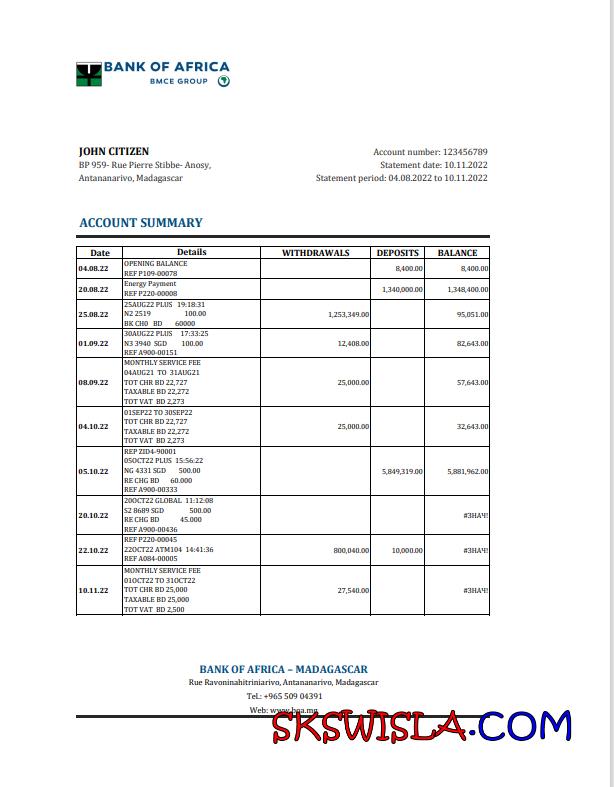 BANK OF AFRICA
BMCE GROUP
JOHN CITIZEN
BP 959- Rue Pierre Stibbe- Anosy,
Antananarivo, Madagascar
Account number: 123456789
Statement date: 10.11.2022
Statement period: 04.08.2022 to 10.11.2022
ACCOUNT SUMMARY
Date Details WITHDRAWALS DEPOSITS BALANCE
04.08.22 OPENING BALANCE 8,400.00 8,400.00
REF P109-00078
20.08.22 Energy Payment 1,340,000.00 1,348,400.00
REF P220-00008
25.08.22 25AUG22 PLUS 19:18:31 1,253,349.00 95,051.00
N2 2519 100.00
BK CH0 BD 60000
01.09.22 30AUG22 PLUS 17:33:25 12,408.00 82,643.00
N3 3940 SGD 100.00
REF A900-00151
08.09.22 MONTHLY SERVICE FEE 25,000.00 57,643.00
04AUG21 TO 31AUG21
TOT CHR BD 22,727
TAXABLE BD 22,272
TOT VAT BD 2,273
04.10.22 01SEP22 TO 30SEP22 25,000.00 32,643.00
TOT CHR BD 22,727
TAXABLE BD 22,272
TOT VAT BD 2,273
05.10.22 REP ZID4-90001 5,849,319.00 5,881,962.00
05OCT22 PLUS 15:56:22
NG 4331 SGD 500.00
RE CHG BD 60.000
REF A900-00333
20.10.22 20OCT22 GLOBAL 11:12:08 #ЗНАЧ!
S2 8689 SGD 500.00
RE CHG BD 45.000
REF A900-00436
22.10.22 REF P220-00045 800,040.00 10,000.00 #ЗНАЧ!
22OCT22 ATM104 14:41:36
REF A084-00005
10.11.22 MONTHLY SERVICE FEE 27,540.00 #ЗНАЧ!
01OCT22 TO 31OCT22
TOT CHR BD 25,000
TAXABLE BD 25,000
TOT VAT BD 2,500
BANK OF AFRICA – MADAGASCAR
Rue Ravoninahitriniarivo, Antananarivo, Madagascar
Tel.: +965 509 04391
Web: www.boa.mg
SKSWISLA.COM